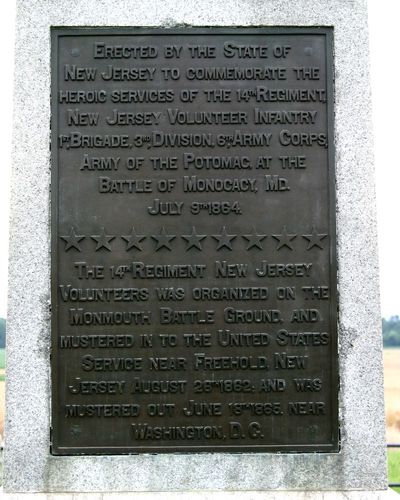 Erected by the State of
New Jersey to commemorate the
heroic services of the 14th Regiment,
New Jersey Volunteer Infantry
1st Brigade, 3rd Division, 6th Army Corps,
Army of the Potomac, at the
Battle of Monocacy, Md.
July 9th 1864.
The 14th Regiment New Jersey
Volunteers was organized on the
Monmouth Battle Ground, and
mustered in to the United States
Service near Freehold, New
Jersey August 26th 1862: and was
mustered out June 18th 1865, near
Washington, D. C.